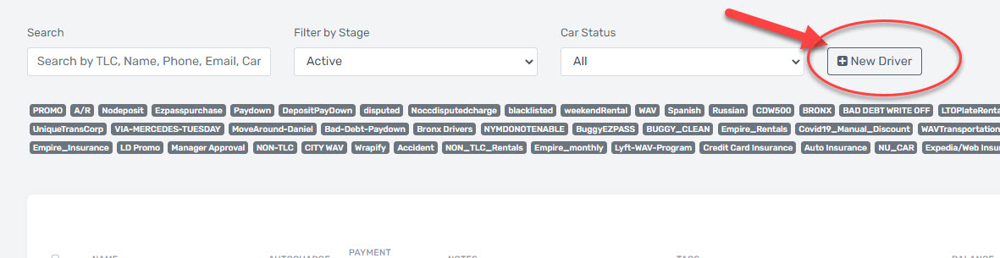 Search Filter by Stage Car Status
Search by TLC, Name, Phone, Email, Car Active All New Driver
PROMO A/R Nodeposit Ezpasspurchase Paydown DepositPayDown disputed Noccdisputedcharge blacklisted weekendRental WAV Spanish Russian CDW500 BRONX BAD DEBT WRITE OFF LTOPlateRenta
UniqueTransCorp VIA-MERCEDES-TUESDAY MoveAround-Daniel Bad-Debt-Paydown Bronx Drivers NYMDONOTENABLE BuggyEZPASS BUGGY_CLEAN Empire_Rentals Covid19_Manual_Discount WAVTransportation
Empire_Insurance LD Promo Manager Approval NON-TLC CITY WAV Wrapify Accident NON_TLC_Rentals Empire_monthly Lyft-WAV-Program Credit Card Insurance Auto Insurance NU_CAR Expedia/Web Insu
PAYMENT
NAME AUTOCHARGE NOTES TAGS BALANCE